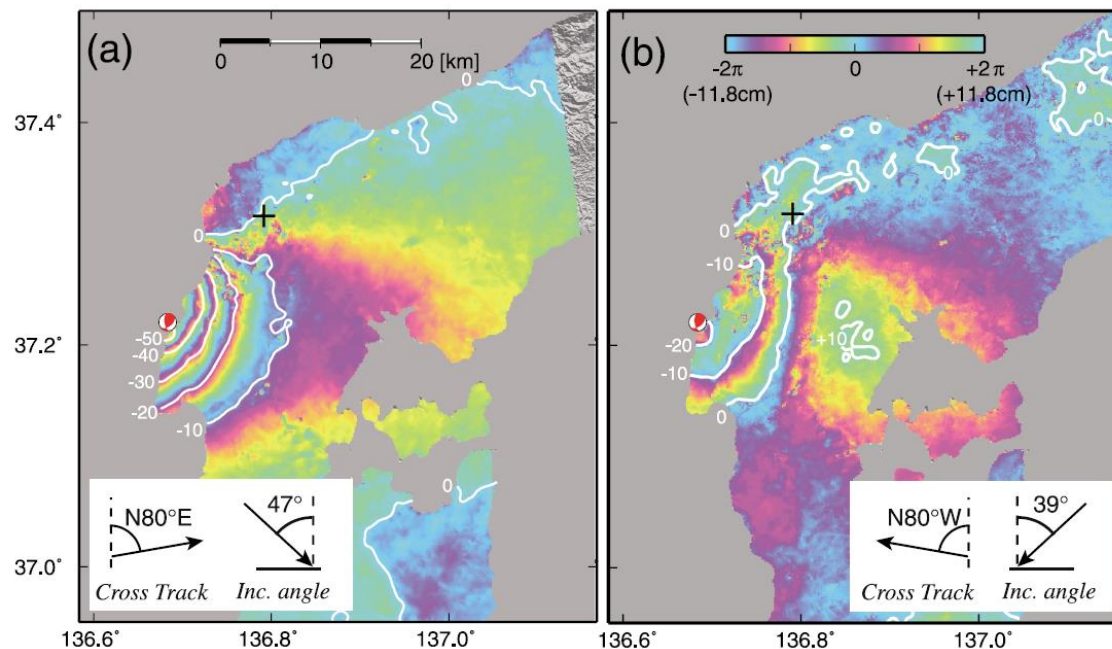 (a)
0 10 20 [km]
(b)
-2π 0 +2π
(-11.8cm) (+11.8cm)
37.4˚
37.2˚
37.0˚
0
0
-10
-20
-30
-40
-50
0
N80°E
47°
Cross Track
Inc. angle
0
0
0
0
-10
-20
-10
0
+10
N80°W
39°
Cross Track
Inc. angle
136.6˚ 136.8˚ 137.0˚
136.6˚ 136.8˚ 137.0˚